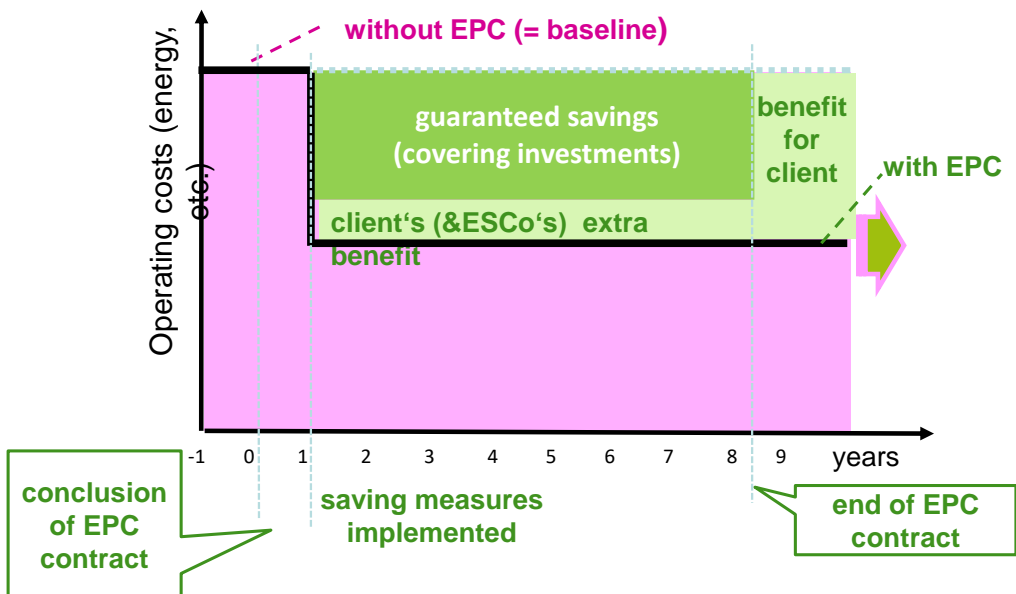 without EPC (= baseline)
Operating costs (energy,
etc.)
guaranteed savings
(covering investments)
benefit
for
client
with EPC
client‘s (&ESCo‘s) extra
benefit
-1 0 1 2 3 4 5 6 7 8 9 years
conclusion
of EPC
contract
saving measures
implemented
end of EPC
contract